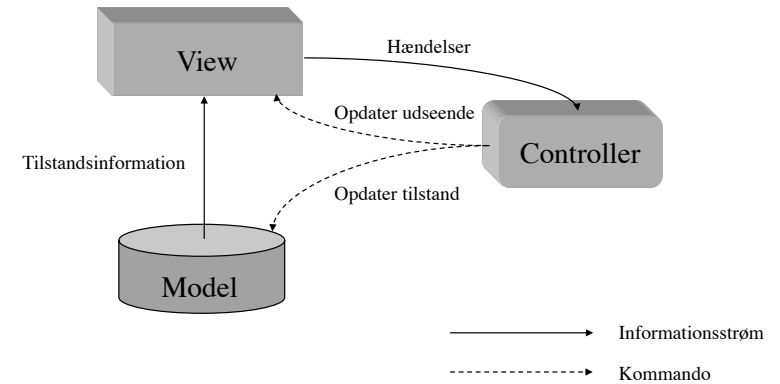 View
Hændelser
Opdater udseende
Controller
Tilstandsinformation
Opdater tilstand
Model
Informationsstrøm
Kommando